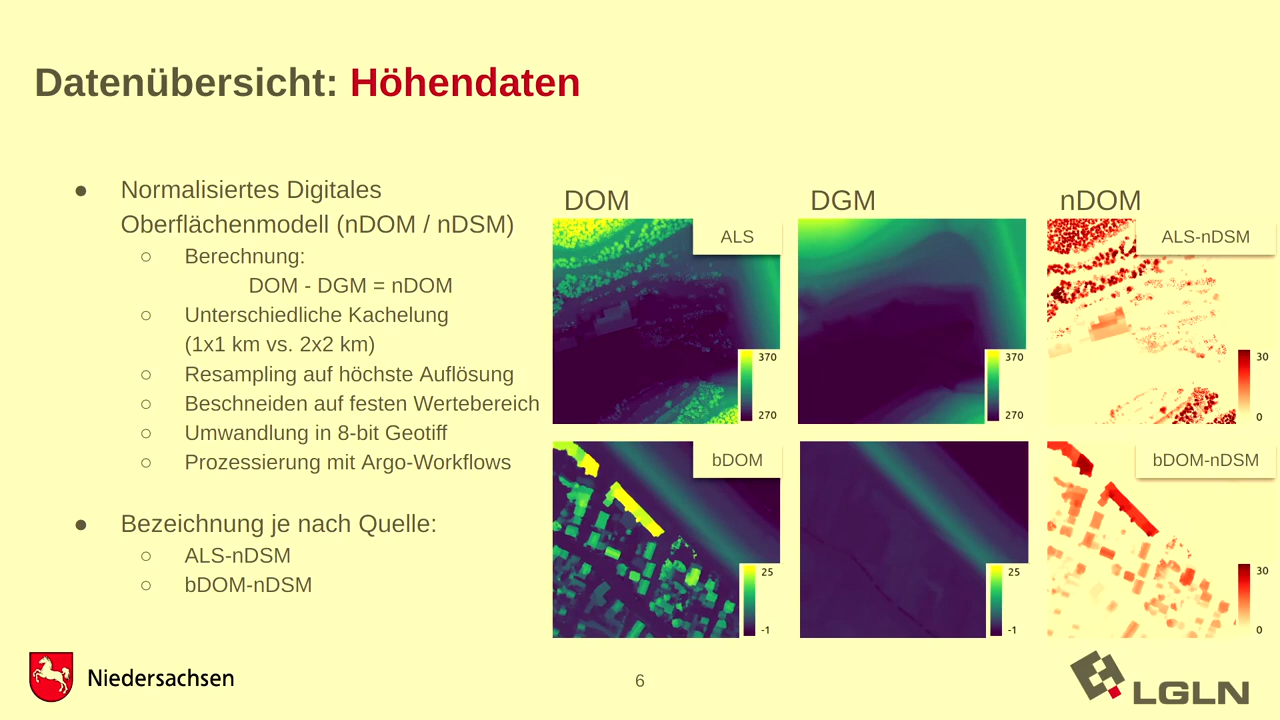 Datenübersicht: Höhendaten
● Normalisiertes Digitales
Oberflächenmodell (nDOM / nDSM)
○ Berechnung:
DOM - DGM = nDOM
○ Unterschiedliche Kachelung
(1x1 km vs. 2x2 km)
○ Resampling auf höchste Auflösung
○ Beschneiden auf festen Wertebereich
○ Umwandlung in 8-bit Geotiff
○ Prozessierung mit Argo-Workflows
● Bezeichnung je nach Quelle:
○ ALS-nDSM
○ bDOM-nDSM
DOM
DGM
nDOM
ALS
ALS-nDSM
370
270
370
270
30
0
bDOM
bDOM-nDSM
25
-1
25
-1
30
0
Niedersachsen
6
LGLN